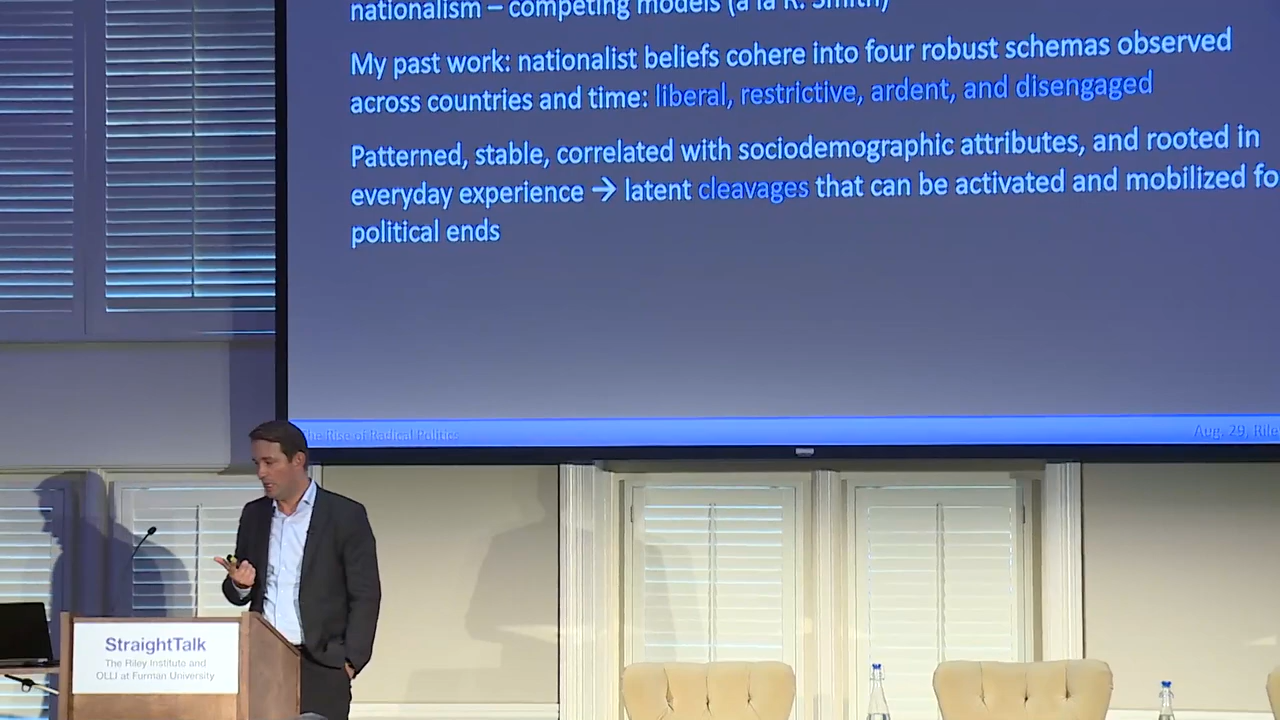 nationalism – competing models (à la R. Smith)
My past work: nationalist beliefs cohere into four robust schemas observed
across countries and time: liberal, restrictive, ardent, and disengaged
Patterned, stable, correlated with sociodemographic attributes, and rooted in
everyday experience → latent cleavages that can be activated and mobilized fo
political ends
The Rise of Radical Politics
Aug. 29, Rile
StraightTalk
The Riley Institute and
OLLI at Furman University